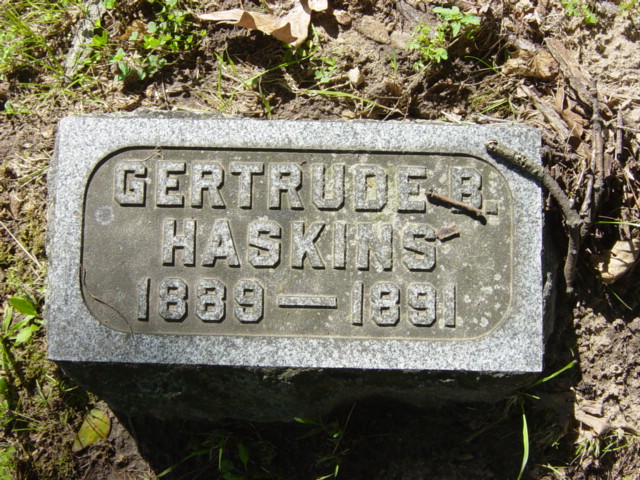 GERTRUDE B.
HASKINS
1889 — 1891